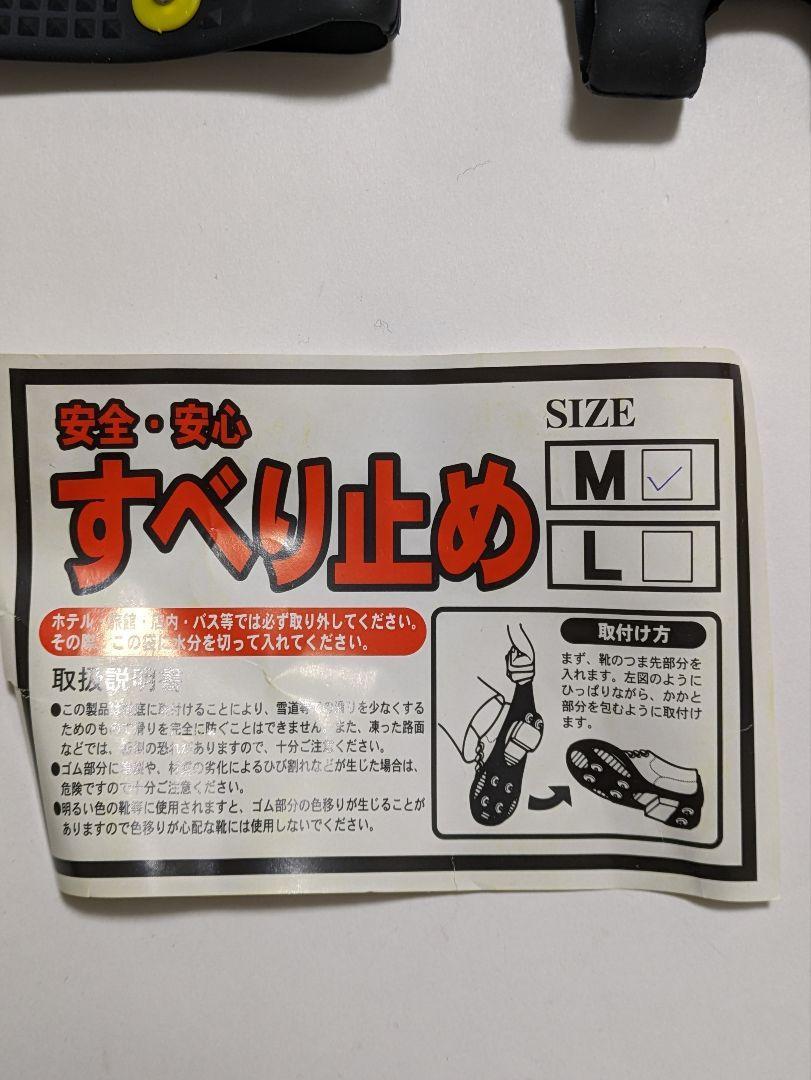 安全・安心
すべり止め
SIZE
M
L
ホテル 旅館・店内・バス等では必ず取り外してください。
その際 この袋に水分を切って入れてください。
取扱説明書
●この製品は 底に取付けることにより、雪道等での滑りを少なくする
ためのもので滑りを完全に防ぐことはできません。また、凍った路面
などでは、 の恐れがありますので、十分ご注意ください。
●ゴム部分に 裂や、材質の劣化によるひび割れなどが生じた場合は、
危険ですので十分ご注意ください。
●明るい色の靴等に使用されますと、ゴム部分の色移りが生じることが
ありますので色移りが心配な靴には使用しないでください。
取付け方
まず、靴のつま先部分を
入れます。左図のように
ひっぱりながら、かかと
部分を包むように取付け
ます。